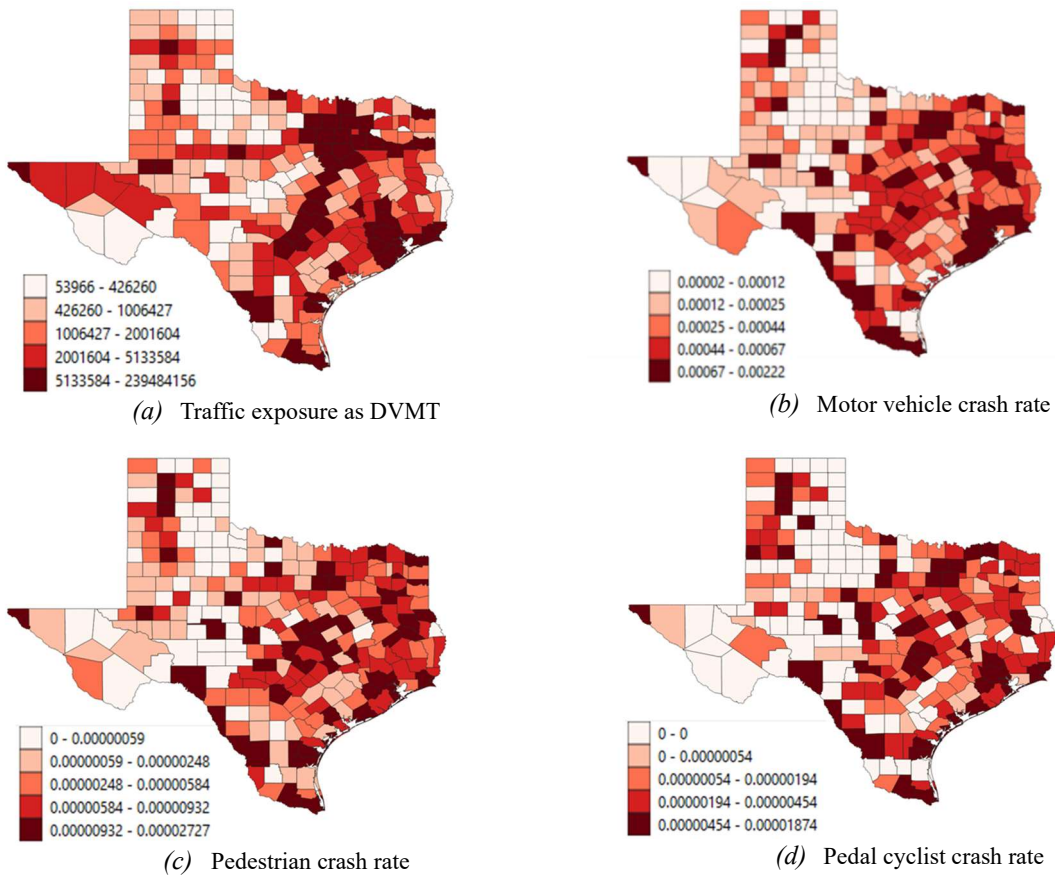 53966 - 426260
426260 - 1006427
1006427 - 2001604
2001604 - 5133584
5133584 - 239484156
(a) Traffic exposure as DVMT
0.00002 - 0.00012
0.00012 - 0.00025
0.00025 - 0.00044
0.00044 - 0.00067
0.00067 - 0.00222
(b) Motor vehicle crash rate
0 - 0.00000059
0.00000059 - 0.00000248
0.00000248 - 0.00000584
0.00000584 - 0.00000932
0.00000932 - 0.00002727
(c) Pedestrian crash rate
0 - 0
0 - 0.00000054
0.00000054 - 0.00000194
0.00000194 - 0.00000454
0.00000454 - 0.00001874
(d) Pedal cyclist crash rate